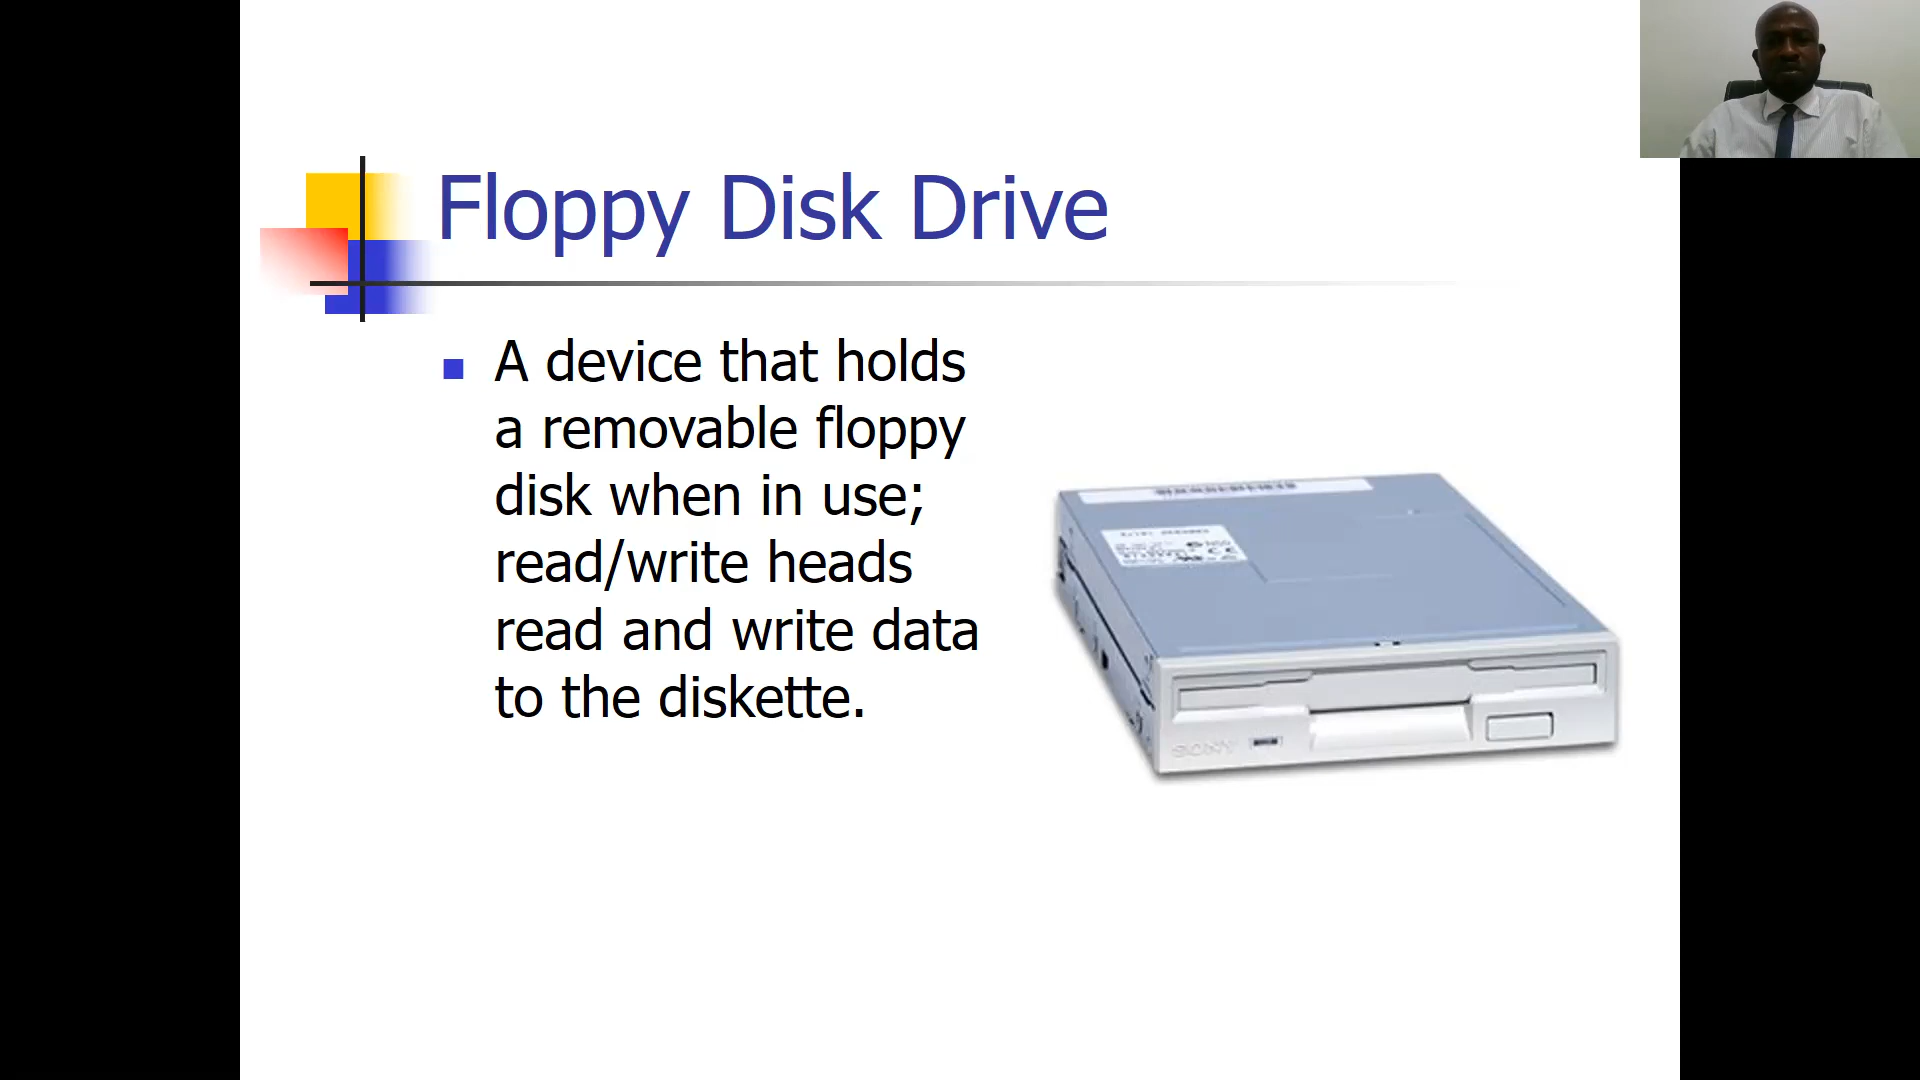 Floppy Disk Drive
A device that holds
a removable floppy
disk when in use;
read/write heads
read and write data
to the diskette.
SONY